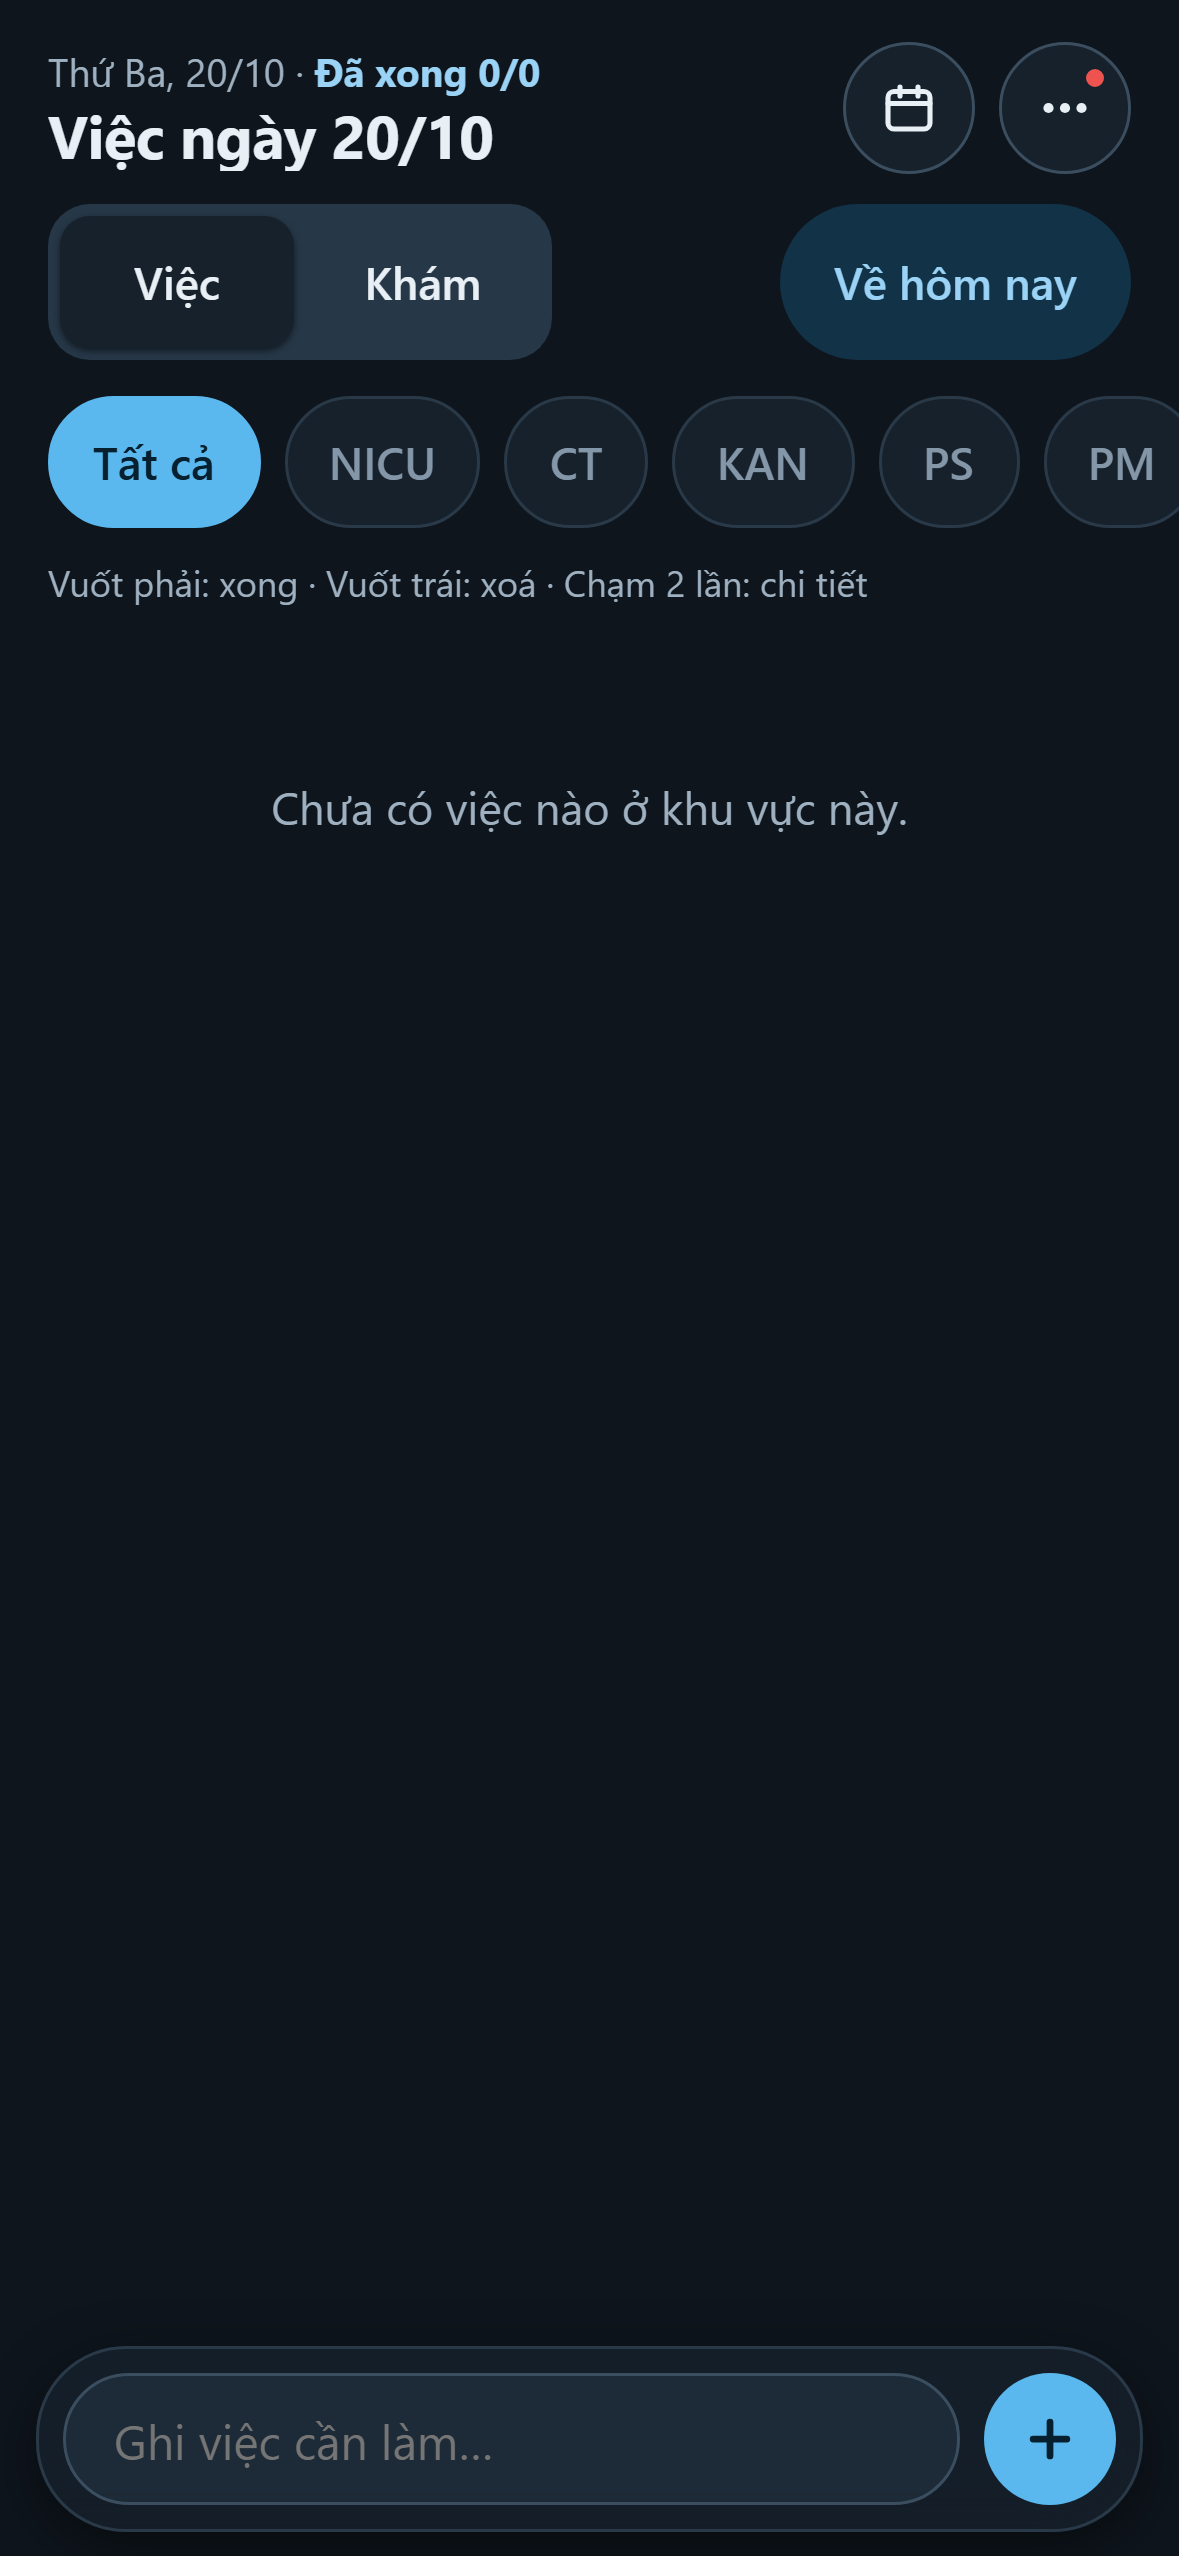 Thứ Ba, 20/10 · Đã xong 0/0
Việc ngày 20/10
Việc
Khám
Về hôm nay
Tất cả
NICU
CT
KAN
PS
PM
Vuốt phải: xong · Vuốt trái: xoá · Chạm 2 lần: chi tiết
Chưa có việc nào ở khu vực này.
Ghi việc cần làm...